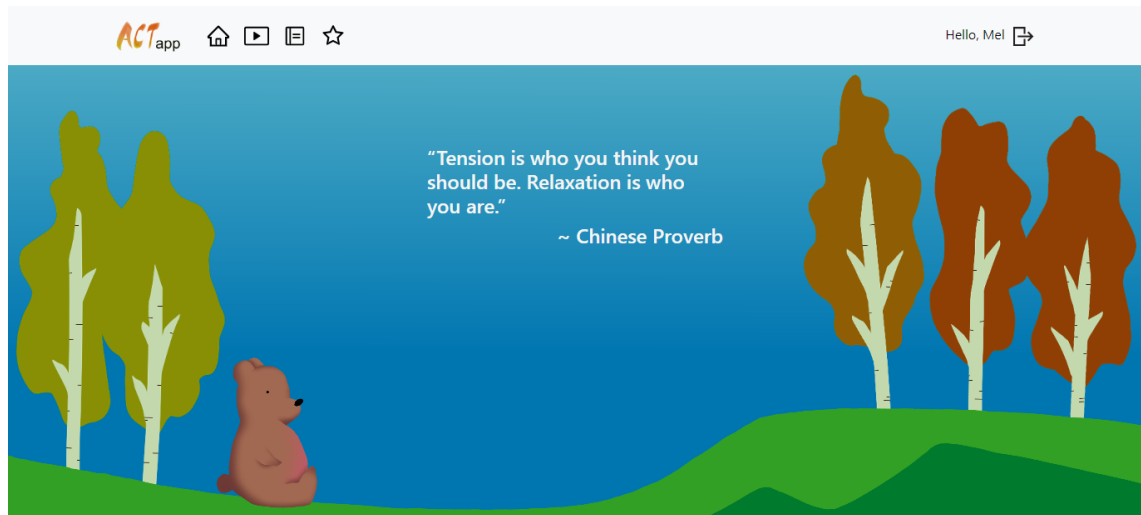 ACTapp
Hello, Mel
“Tension is who you think you
should be. Relaxation is who
you are.”
~ Chinese Proverb